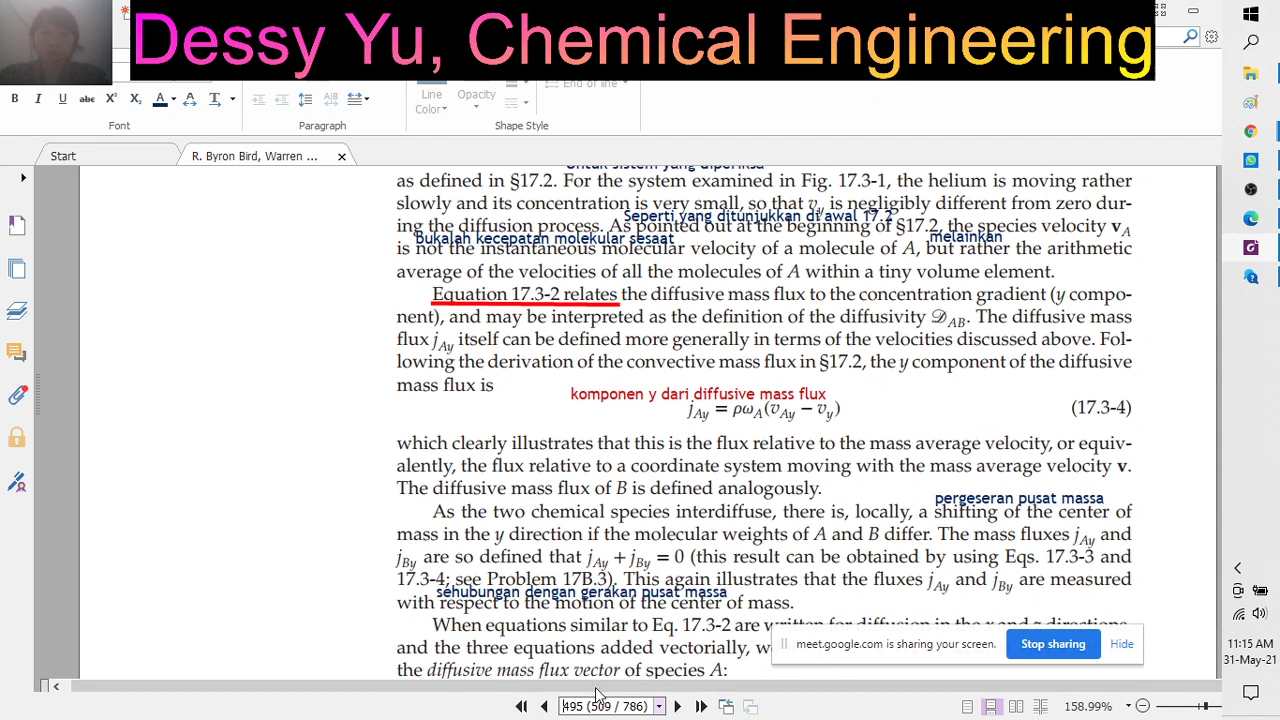 Dessy Yu, Chemical Engineering
B I U abc X² X₂ A A T
Line
Color
Opacity
End of line
Font
Paragraph
Shape Style
Start
R. Byron Bird, Warren ...
Untuk sistem yang diperiksa
as defined in §17.2. For the system examined in Fig. 17.3-1, the helium is moving rather
slowly and its concentration is very small, so that v_y is negligibly different from zero dur-
Seperti yang ditunjukkan di awal 17.2
ing the diffusion process. As pointed out at the beginning of §17.2, the species velocity v_A
Bukalah kecepatan molekular sesaat
melainkan
is not the instantaneous molecular velocity of a molecule of A, but rather the arithmetic
average of the velocities of all the molecules of A within a tiny volume element.
Equation 17.3-2 relates the diffusive mass flux to the concentration gradient (y compo-
nent), and may be interpreted as the definition of the diffusivity 𝒟_AB. The diffusive mass
flux j_Ay itself can be defined more generally in terms of the velocities discussed above. Fol-
lowing the derivation of the convective mass flux in §17.2, the y component of the diffusive
mass flux is
komponen y dari diffusive mass flux
j_Ay = ρω_A(v_Ay − v_y) (17.3-4)
which clearly illustrates that this is the flux relative to the mass average velocity, or equiv-
alently, the flux relative to a coordinate system moving with the mass average velocity v.
The diffusive mass flux of B is defined analogously.
pergeseran pusat massa
As the two chemical species interdiffuse, there is, locally, a shifting of the center of
mass in the y direction if the molecular weights of A and B differ. The mass fluxes j_Ay and
j_By are so defined that j_Ay + j_By = 0 (this result can be obtained by using Eqs. 17.3-3 and
17.3-4; see Problem 17B.3). This again illustrates that the fluxes j_Ay and j_By are measured
sehubungan dengan gerakan pusat massa
with respect to the motion of the center of mass.
When equations similar to Eq. 17.3-2 are written for diffusion in the x and z directions,
and the three equations added vectorially, w
the diffusive mass flux vector of species A:
meet.google.com is sharing your screen.
Stop sharing
Hide
495 (509 / 786)
158.99%
11:15 AM
31-May-21